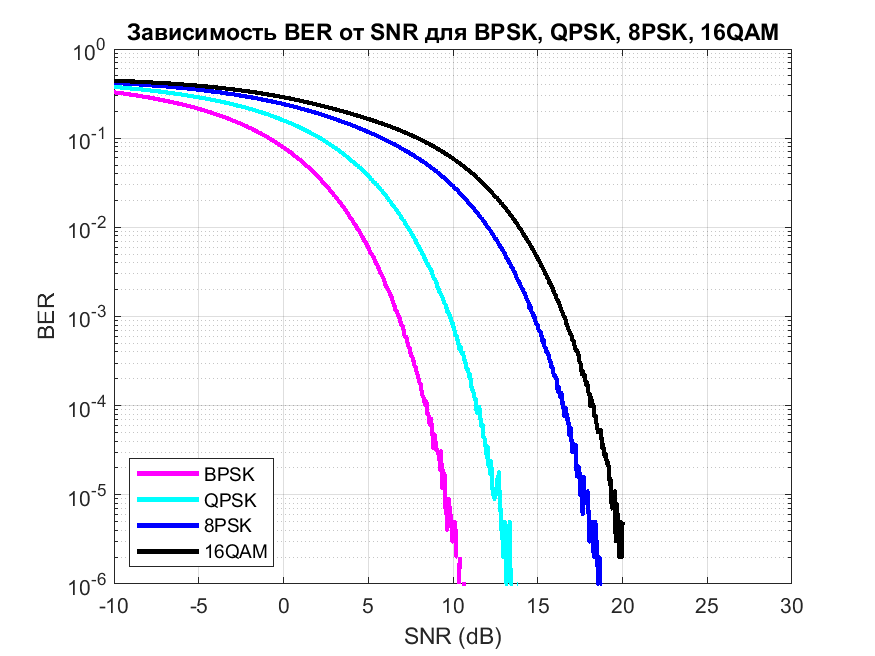 Зависимость BER от SNR для BPSK, QPSK, 8PSK, 16QAM
10^0
10^-1
10^-2
10^-3
10^-4
10^-5
10^-6
BER
BPSK
QPSK
8PSK
16QAM
-10 -5 0 5 10 15 20 25 30
SNR (dB)